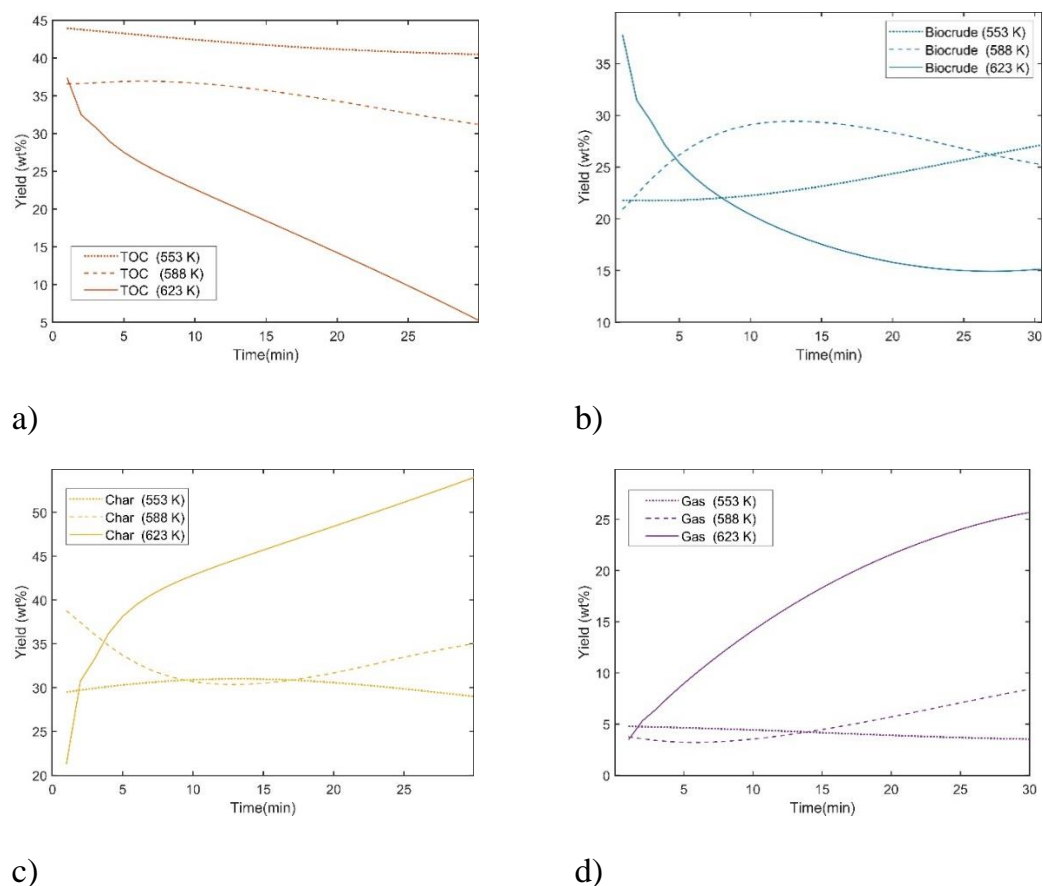 45
40
35
30
25
20
15
10
5
Yield (wt%)
TOC (553 K)
TOC (588 K)
TOC (623 K)
0 5 10 15 20 25
Time(min)
a)
35
30
25
20
15
10
Yield (wt%)
Biocrude (553 K)
Biocrude (588 K)
Biocrude (623 K)
5 10 15 20 25 30
Time(min)
b)
50
45
40
35
30
25
20
Yield (wt%)
Char (553 K)
Char (588 K)
Char (623 K)
0 5 10 15 20 25
Time(min)
c)
25
20
15
10
5
0
Yield (wt%)
Gas (553 K)
Gas (588 K)
Gas (623 K)
5 10 15 20 25 30
Time(min)
d)